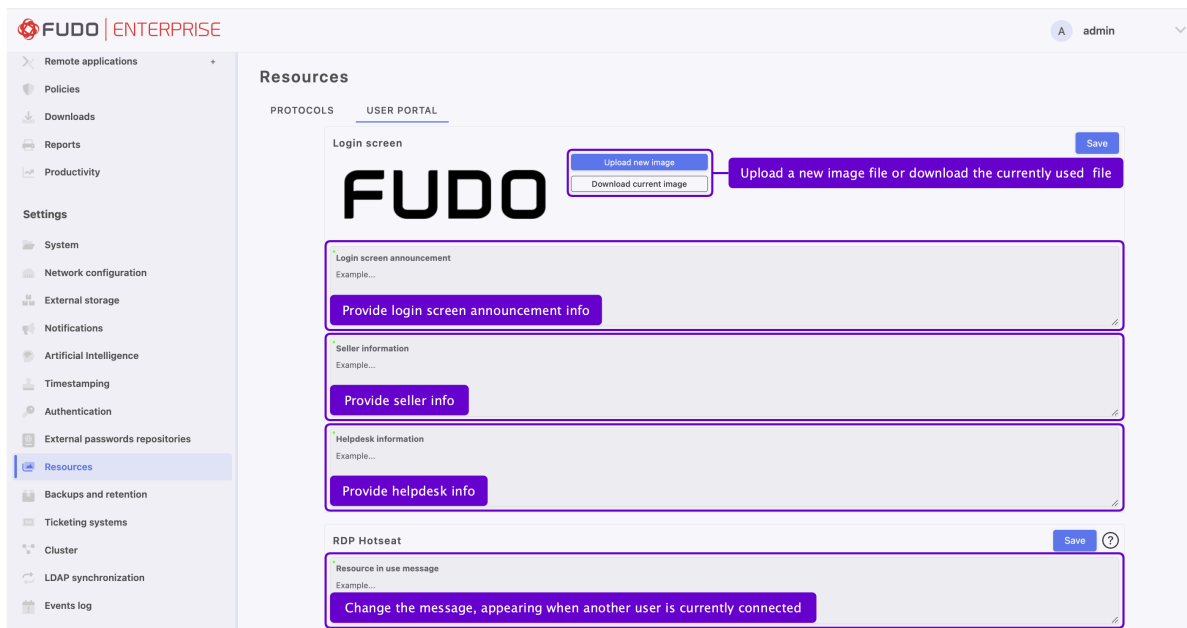 FUDO ENTERPRISE
A admin
Remote applications +
Policies
Downloads
Reports
Productivity
Settings
System
Network configuration
External storage
Notifications
Artificial Intelligence
Timestamping
Authentication
External passwords repositories
Resources
Backups and retention
Ticketing systems
Cluster
LDAP synchronization
Events log
Resources
PROTOCOLS USER PORTAL
Login screen
Save
FUDO
Upload new image
Download current image
Upload a new image file or download the currently used file
Login screen announcement
Example...
Provide login screen announcement info
Seller information
Example...
Provide seller info
Helpdesk information
Example...
Provide helpdesk info
RDP Hotseat
Save ?
Resource in use message
Example...
Change the message, appearing when another user is currently connected